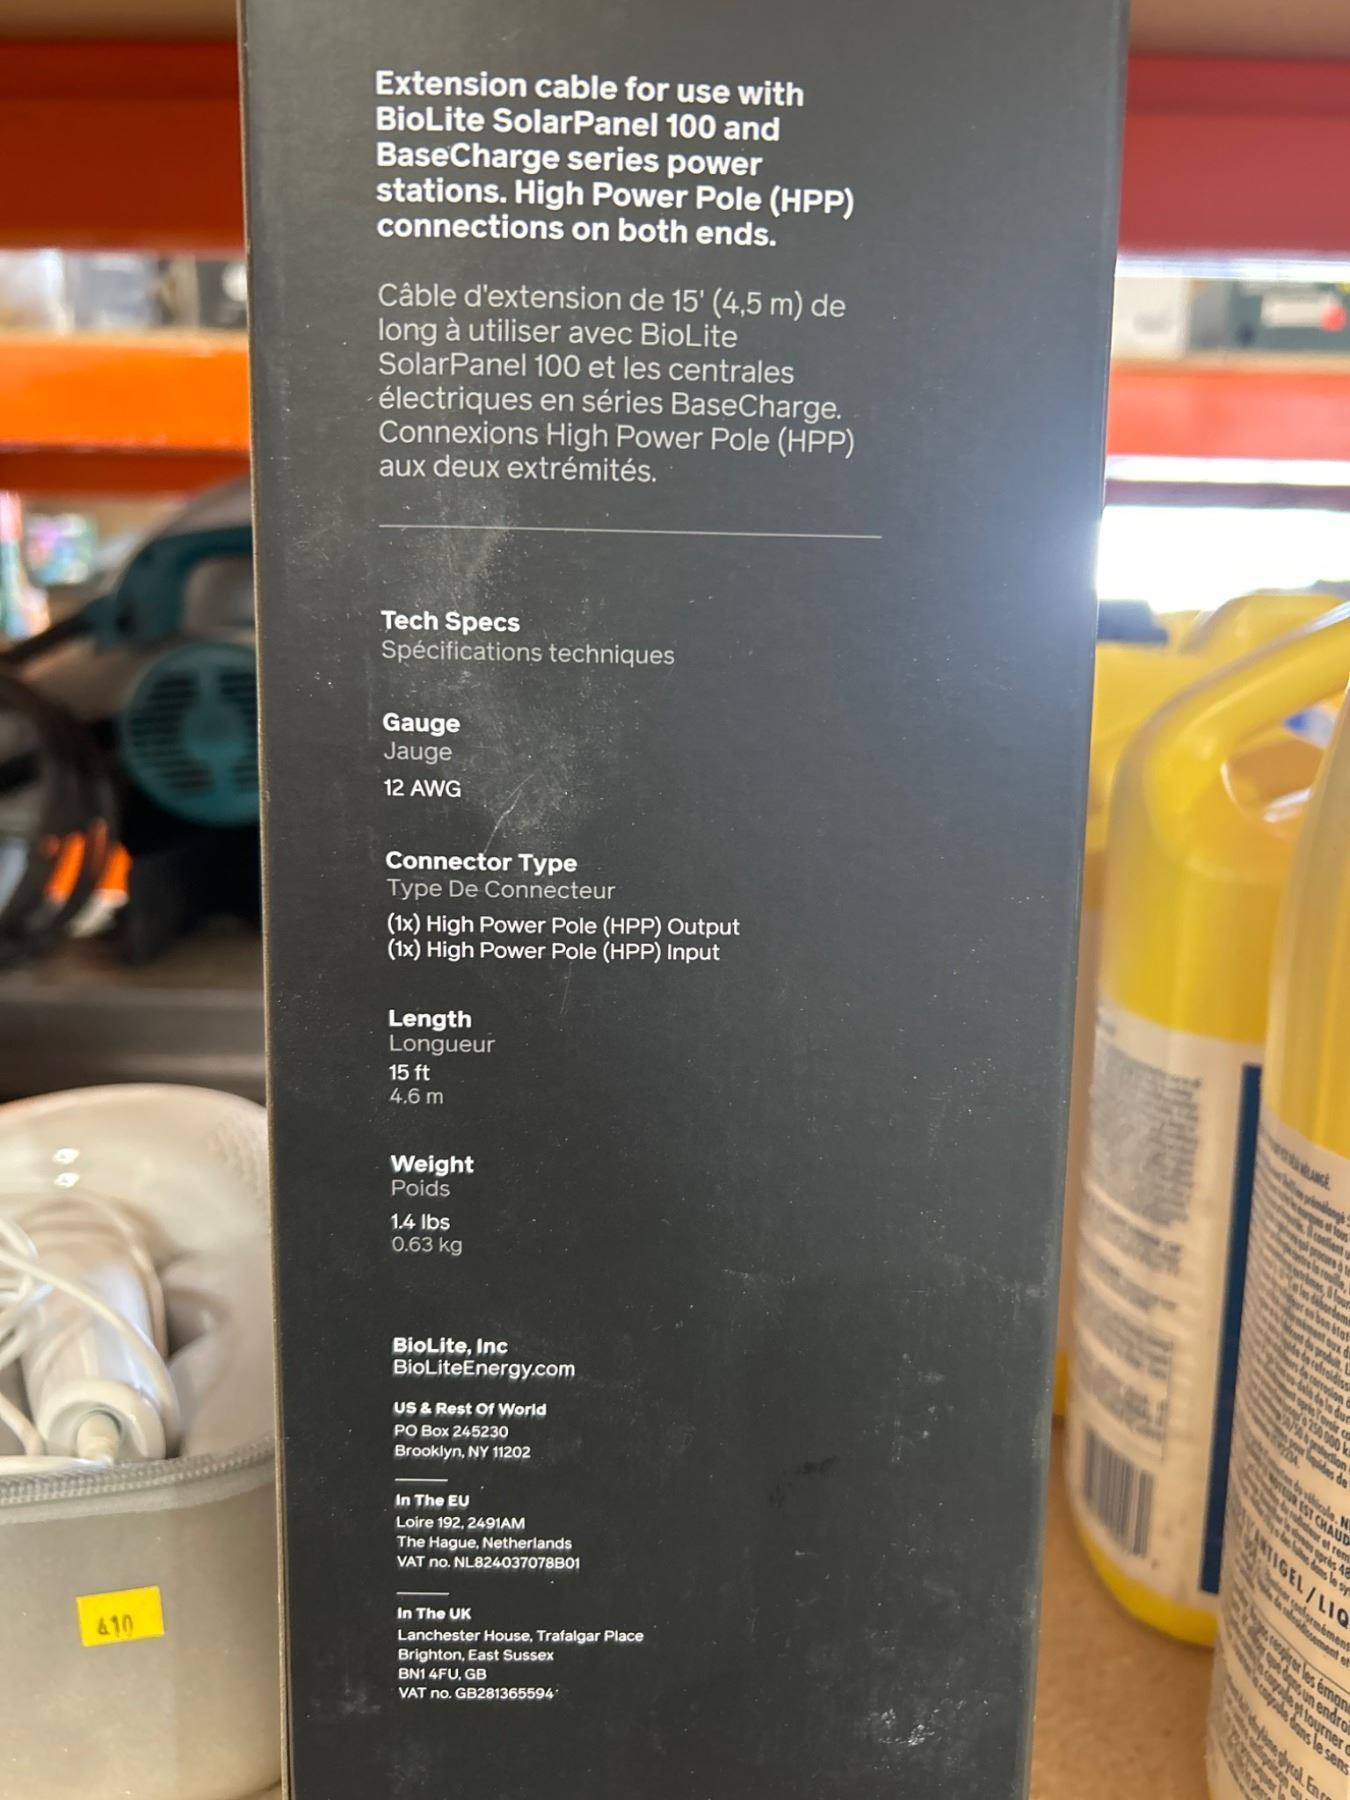 Extension cable for use with
BioLite SolarPanel 100 and
BaseCharge series power
stations. High Power Pole (HPP)
connections on both ends.
Câble d'extension de 15' (4,5 m) de
long à utiliser avec BioLite
SolarPanel 100 et les centrales
électriques en séries BaseCharge.
Connexions High Power Pole (HPP)
aux deux extrémités.
Tech Specs
Spécifications techniques
Gauge
Jauge
12 AWG
Connector Type
Type De Connecteur
(1x) High Power Pole (HPP) Output
(1x) High Power Pole (HPP) Input
Length
Longueur
15 ft
4.6 m
Weight
Poids
1.4 lbs
0.63 kg
BioLite, Inc
BioLiteEnergy.com
US & Rest Of World
PO Box 245230
Brooklyn, NY 11202
In The EU
Loire 192, 2491AM
The Hague, Netherlands
VAT no. NL824037078B01
In The UK
Lanchester House, Trafalgar Place
Brighton, East Sussex
BN1 4FU, GB
VAT no. GB281365594
410